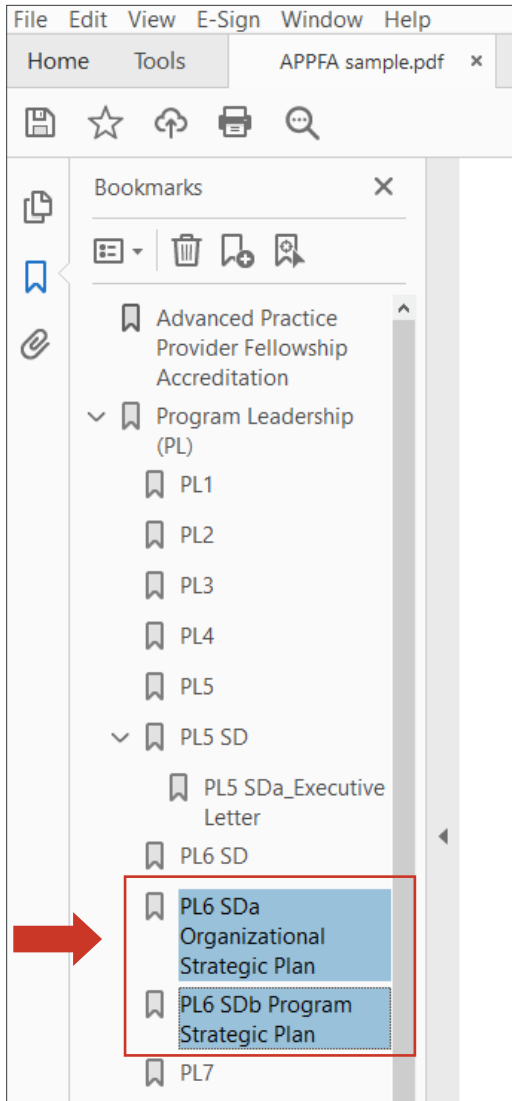 File Edit View E-Sign Window Help
Home Tools APPFA sample.pdf ×
Bookmarks
Advanced Practice
Provider Fellowship
Accreditation
Program Leadership
(PL)
PL1
PL2
PL3
PL4
PL5
PL5 SD
PL5 SDa_Executive
Letter
PL6 SD
PL6 SDa
Organizational
Strategic Plan
PL6 SDb Program
Strategic Plan
PL7